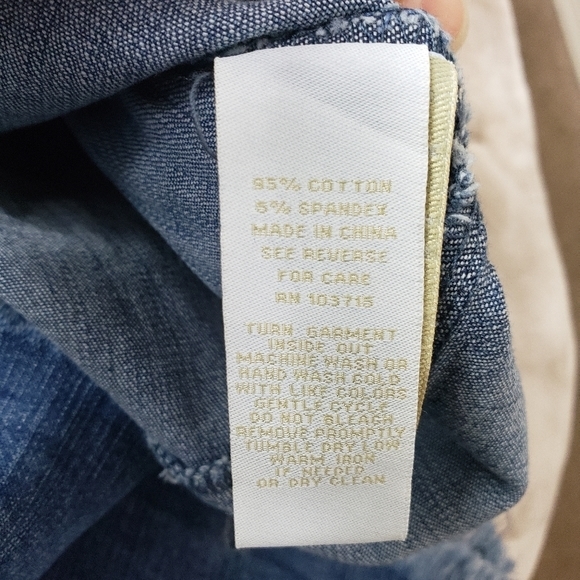 95% COTTON
5% SPANDEX
MADE IN CHINA
SEE REVERSE
FOR CARE
RN 103715
TURN GARMENT
INSIDE OUT
MACHINE WASH OR
HAND WASH COLD
WITH LIKE COLORS
GENTLE CYCLE
DO NOT BLEACH
REMOVE PROMPTLY
TUMBLE DRY LOW
WARM IRON
IF NEEDED
OR DRY CLEAN